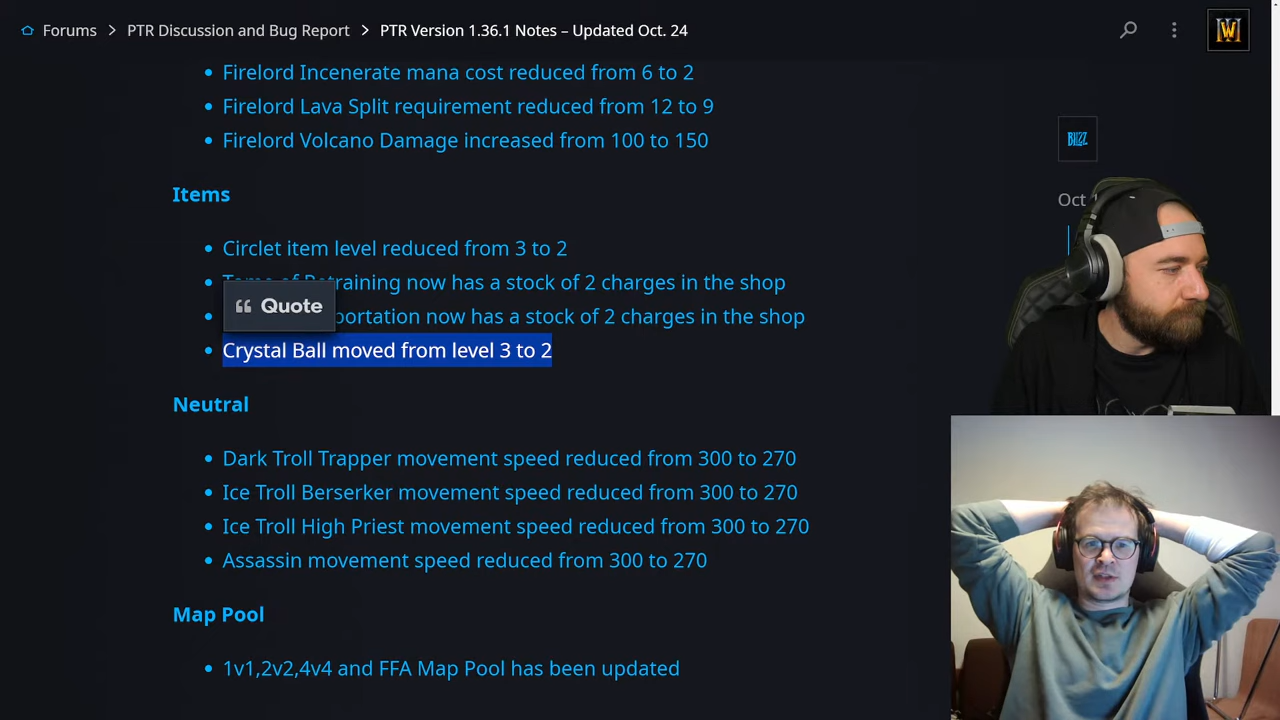 Forums > PTR Discussion and Bug Report > PTR Version 1.36.1 Notes – Updated Oct. 24
• Firelord Incenerate mana cost reduced from 6 to 2
• Firelord Lava Split requirement reduced from 12 to 9
• Firelord Volcano Damage increased from 100 to 150
BLIZZ
Items
Oct
• Circlet item level reduced from 3 to 2
• Tome of Retraining now has a stock of 2 charges in the shop
Quote
• portation now has a stock of 2 charges in the shop
• Crystal Ball moved from level 3 to 2
Neutral
• Dark Troll Trapper movement speed reduced from 300 to 270
• Ice Troll Berserker movement speed reduced from 300 to 270
• Ice Troll High Priest movement speed reduced from 300 to 270
• Assassin movement speed reduced from 300 to 270
Map Pool
• 1v1,2v2,4v4 and FFA Map Pool has been updated